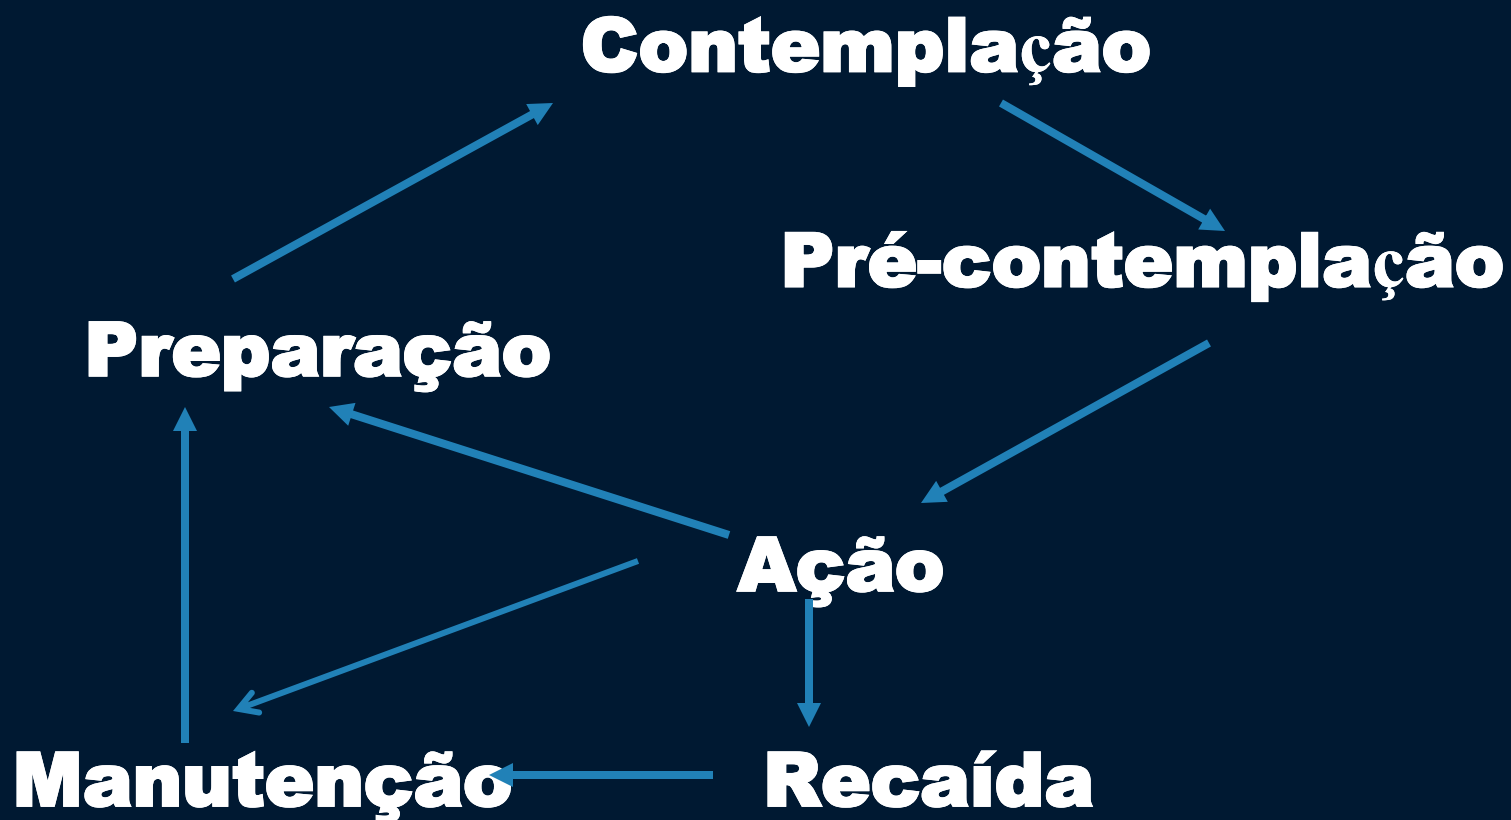 Contemplação
Pré-contemplação
Preparação
Ação
Manutenção
Recaída